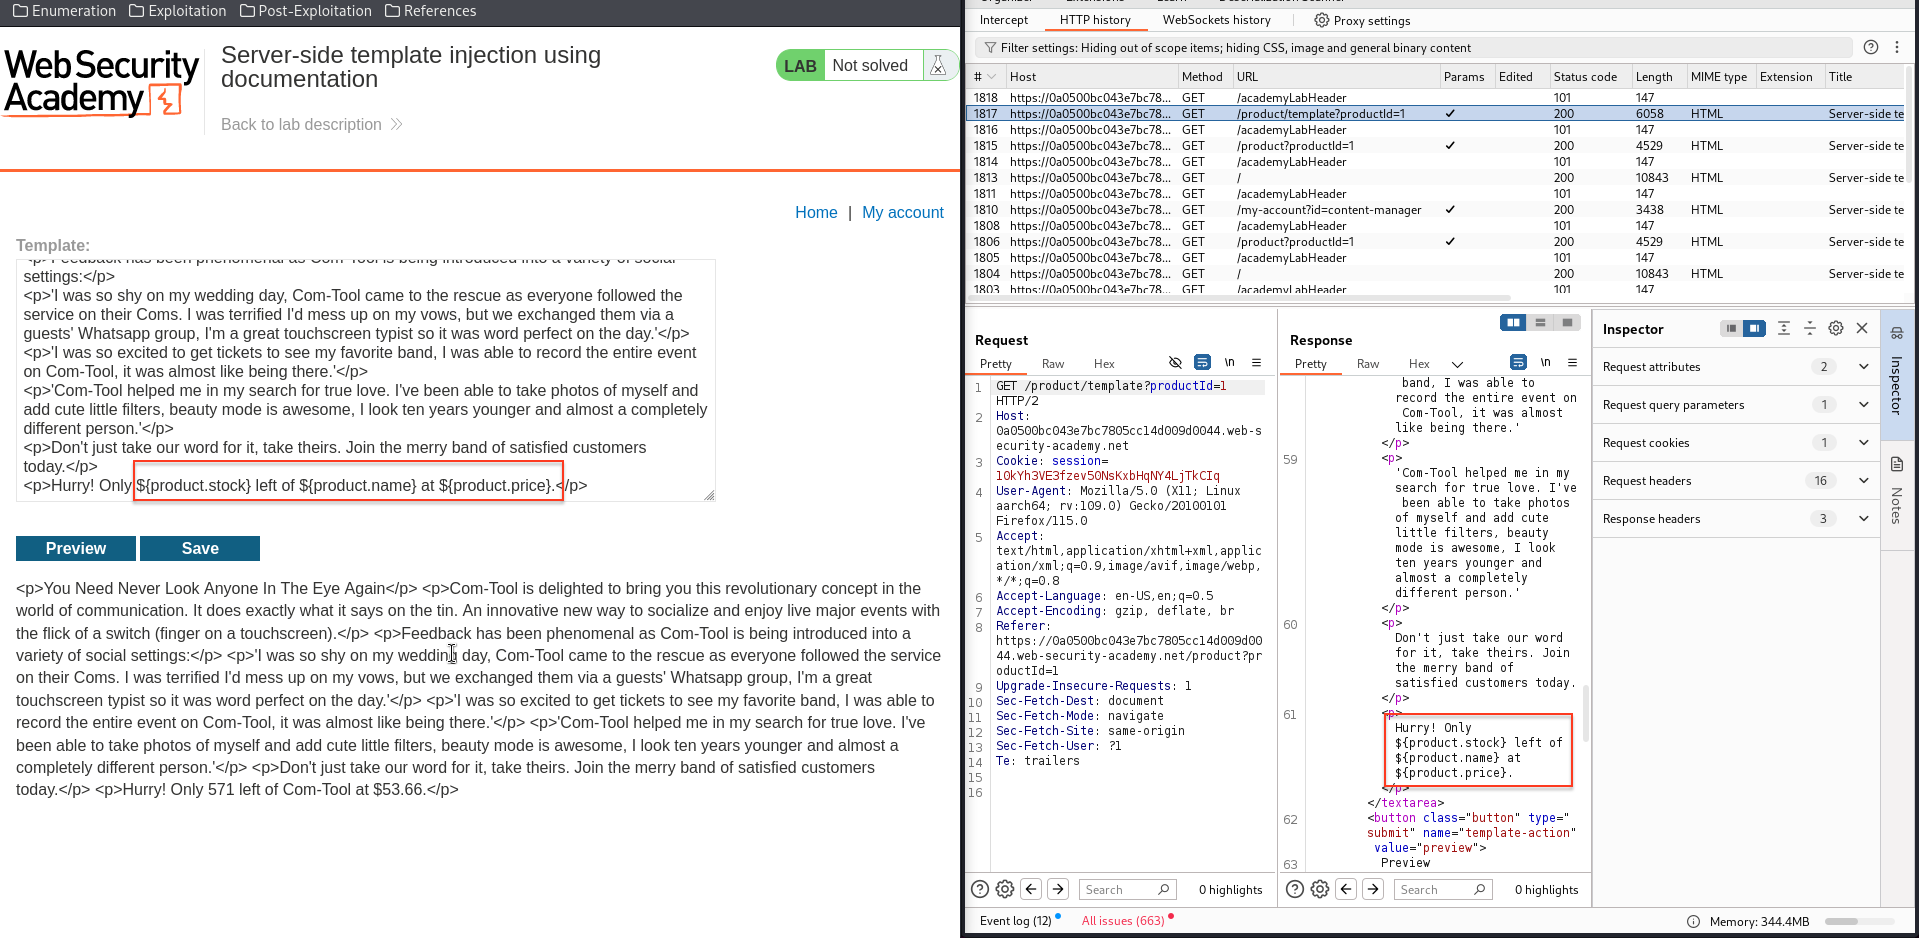 Enumeration Exploitation Post-Exploitation References
Web Security
Academy
Server-side template injection using
documentation
Back to lab description
LAB Not solved
Home | My account
Template:
<p>Feedback has been phenomenal as Com-Tool is being introduced into a variety of social
settings:</p>
<p>'I was so shy on my wedding day, Com-Tool came to the rescue as everyone followed the
service on their Coms. I was terrified I'd mess up on my vows, but we exchanged them via a
guests' Whatsapp group, I'm a great touchscreen typist so it was word perfect on the day.'</p>
<p>'I was so excited to get tickets to see my favorite band, I was able to record the entire event
on Com-Tool, it was almost like being there.'</p>
<p>'Com-Tool helped me in my search for true love. I've been able to take photos of myself and
add cute little filters, beauty mode is awesome, I look ten years younger and almost a completely
different person.'</p>
<p>Don't just take our word for it, take theirs. Join the merry band of satisfied customers
today.</p>
<p>Hurry! Only ${product.stock} left of ${product.name} at ${product.price}.</p>
Preview Save
<p>You Need Never Look Anyone In The Eye Again</p> <p>Com-Tool is delighted to bring you this revolutionary concept in the
world of communication. It does exactly what it says on the tin. An innovative new way to socialize and enjoy live major events with
the flick of a switch (finger on a touchscreen).</p> <p>Feedback has been phenomenal as Com-Tool is being introduced into a
variety of social settings:</p> <p>'I was so shy on my wedding day, Com-Tool came to the rescue as everyone followed the service
on their Coms. I was terrified I'd mess up on my vows, but we exchanged them via a guests' Whatsapp group, I'm a great
touchscreen typist so it was word perfect on the day.'</p> <p>'I was so excited to get tickets to see my favorite band, I was able to
record the entire event on Com-Tool, it was almost like being there.'</p> <p>'Com-Tool helped me in my search for true love. I've
been able to take photos of myself and add cute little filters, beauty mode is awesome, I look ten years younger and almost a
completely different person.'</p> <p>Don't just take our word for it, take theirs. Join the merry band of satisfied customers
today.</p> <p>Hurry! Only 571 left of Com-Tool at $53.66.</p>
Intercept HTTP history WebSockets history Proxy settings
Filter settings: Hiding out of scope items; hiding CSS, image and general binary content
# Host Method URL Params Edited Status code Length MIME type Extension Title
1818 https://0a0500bc043e7bc78... GET /academyLabHeader 101 147
1817 https://0a0500bc043e7bc78... GET /product/template?productId=1 ✓ 200 6058 HTML Server-side te
1816 https://0a0500bc043e7bc78... GET /academyLabHeader 101 147
1815 https://0a0500bc043e7bc78... GET /product?productId=1 ✓ 200 4529 HTML Server-side te
1814 https://0a0500bc043e7bc78... GET /academyLabHeader 101 147
1813 https://0a0500bc043e7bc78... GET / 200 10843 HTML Server-side te
1811 https://0a0500bc043e7bc78... GET /academyLabHeader 101 147
1810 https://0a0500bc043e7bc78... GET /my-account?id=content-manager ✓ 200 3438 HTML Server-side te
1808 https://0a0500bc043e7bc78... GET /academyLabHeader 101 147
1806 https://0a0500bc043e7bc78... GET /product?productId=1 ✓ 200 4529 HTML Server-side te
1805 https://0a0500bc043e7bc78... GET /academyLabHeader 101 147
1804 https://0a0500bc043e7bc78... GET / 200 10843 HTML Server-side te
1803 https://0a0500bc043e7bc78... GET /academyLabHeader 101 147
Request
Pretty Raw Hex \n
1 GET /product/template?productId=1
HTTP/2
2 Host:
0a0500bc043e7bc7805cc14d009d0044.web-s
ecurity-academy.net
3 Cookie: session=
lOkYh3VE3fzev5ONsKxbHqNY4LjTkCIq
4 User-Agent: Mozilla/5.0 (X11; Linux
aarch64; rv:109.0) Gecko/20100101
Firefox/115.0
5 Accept:
text/html,application/xhtml+xml,applic
ation/xml;q=0.9,image/avif,image/webp,
*/*;q=0.8
6 Accept-Language: en-US,en;q=0.5
7 Accept-Encoding: gzip, deflate, br
8 Referer:
https://0a0500bc043e7bc7805cc14d009d00
44.web-security-academy.net/product?pr
oductId=1
9 Upgrade-Insecure-Requests: 1
10 Sec-Fetch-Dest: document
11 Sec-Fetch-Mode: navigate
12 Sec-Fetch-Site: same-origin
13 Sec-Fetch-User: ?1
14 Te: trailers
15
16
Search 0 highlights
Response
Pretty Raw Hex \n
band, I was able to
record the entire event on
Com-Tool, it was almost
like being there.'
</p>
59 <p>
'Com-Tool helped me in my
search for true love. I've
been able to take photos
of myself and add cute
little filters, beauty
mode is awesome, I look
ten years younger and
almost a completely
different person.'
</p>
60 <p>
Don't just take our word
for it, take theirs. Join
the merry band of
satisfied customers today.
</p>
61 <p>
Hurry! Only
${product.stock} left of
${product.name} at
${product.price}.
</p>
</textarea>
62 <button class="button" type="
submit" name="template-action"
value="preview">
63 Preview
Search 0 highlights
Inspector
Request attributes 2
Request query parameters 1
Request cookies 1
Request headers 16
Response headers 3
Inspector
Notes
Event log (12) All issues (663)
Memory: 344.4MB